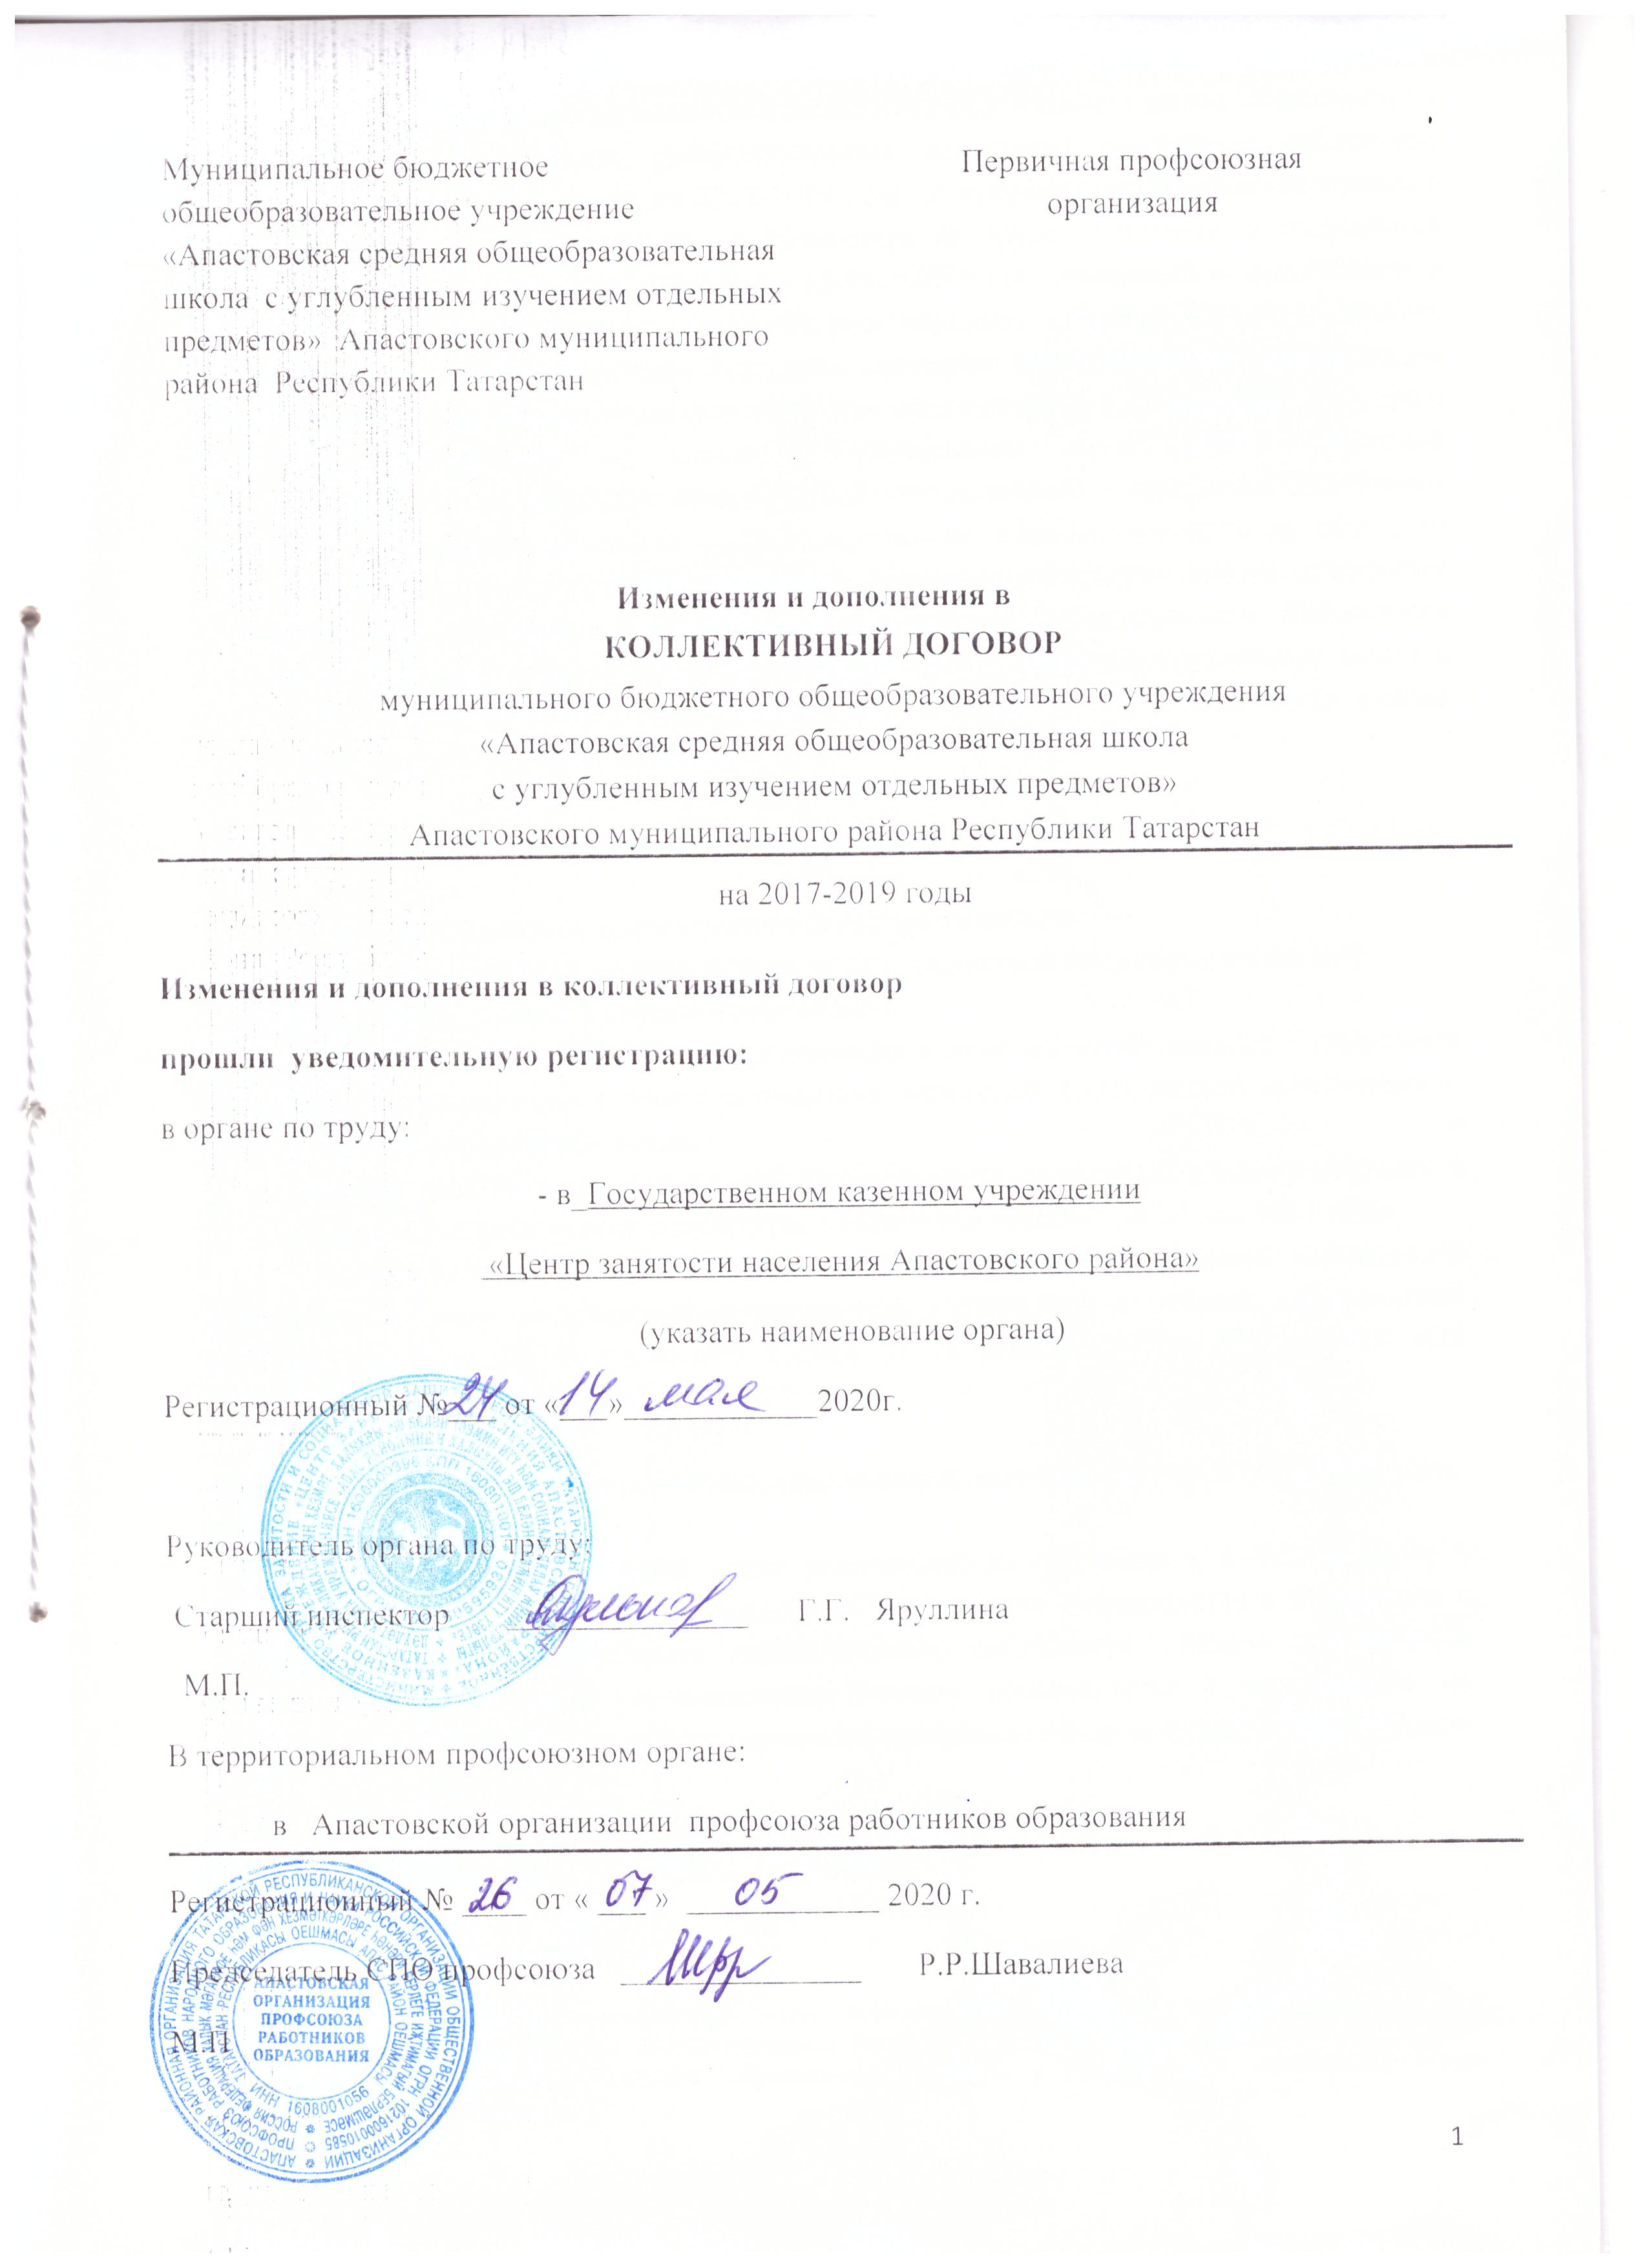 Муниципальное бюджетное
общеобразовательное учреждение
«Апастовская средняя общеобразовательная
школа с углубленным изучением отдельных
предметов» Апастовского муниципального
района Республики Татарстан
Первичная профсоюзная
организация
Изменения и дополнения в
КОЛЛЕКТИВНЫЙ ДОГОВОР
муниципального бюджетного общеобразовательного учреждения
«Апастовская средняя общеобразовательная школа
с углубленным изучением отдельных предметов»
Апастовского муниципального района Республики Татарстан
на 2017-2019 годы
Изменения и дополнения в коллективный договор
прошли уведомительную регистрацию:
в органе по труду:
- в Государственном казенном учреждении
«Центр занятости населения Апастовского района»
(указать наименование органа)
Регистрационный № 24 от «14» мая 2020г.
Руководитель органа по труду:
Старший инспектор Г.Г. Яруллина
М.П.
В территориальном профсоюзном органе:
в Апастовской организации профсоюза работников образования
Регистрационный № 26 от « 07 » 05 2020 г.
Председатель СПО профсоюза Р.Р.Шавалиева
М.П
АПАСТОВСКАЯ
ОРГАНИЗАЦИЯ
ПРОФСОЮЗА
РАБОТНИКОВ
ОБРАЗОВАНИЯ
ИНН 1608001056
1